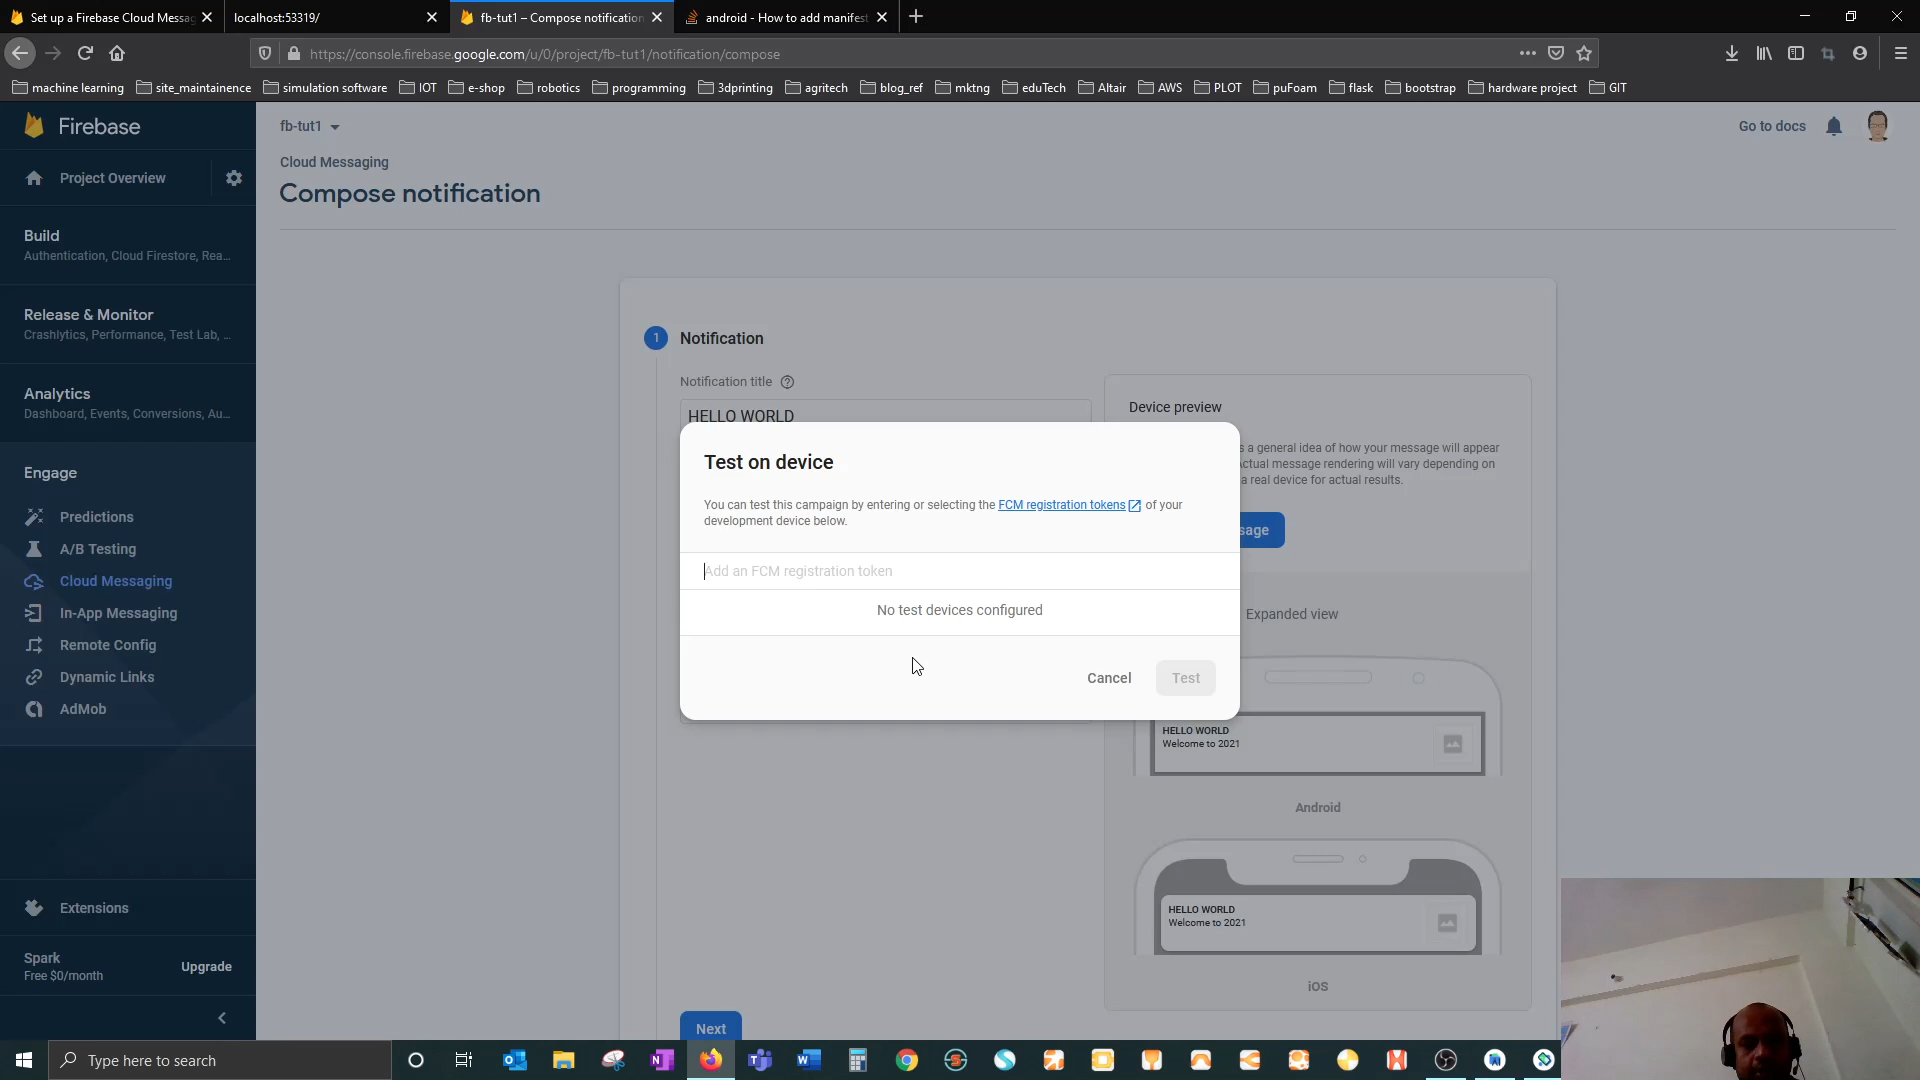 Set up a Firebase Cloud Messag
localhost:53319/
fb-tut1 – Compose notification
android - How to add manifest
https://console.firebase.google.com/u/0/project/fb-tut1/notification/compose
machine learning
site_maintainence
simulation software
IOT
e-shop
robotics
programming
3dprinting
agritech
blog_ref
mktng
eduTech
Altair
AWS
PLOT
puFoam
flask
bootstrap
hardware project
GIT
Firebase
fb-tut1
Go to docs
Project Overview
Cloud Messaging
Compose notification
Build
Authentication, Cloud Firestore, Rea...
Release & Monitor
Crashlytics, Performance, Test Lab, ...
Analytics
Dashboard, Events, Conversions, Au...
Engage
Predictions
A/B Testing
Cloud Messaging
In-App Messaging
Remote Config
Dynamic Links
AdMob
Extensions
Spark
Free $0/month
Upgrade
1
Notification
Notification title
HELLO WORLD
Device preview
s a general idea of how your message will appear
ctual message rendering will vary depending on
a real device for actual results.
sage
Test on device
You can test this campaign by entering or selecting the FCM registration tokens of your
development device below.
Add an FCM registration token
No test devices configured
Cancel
Test
Expanded view
HELLO WORLD
Welcome to 2021
Android
HELLO WORLD
Welcome to 2021
iOS
Next
Type here to search